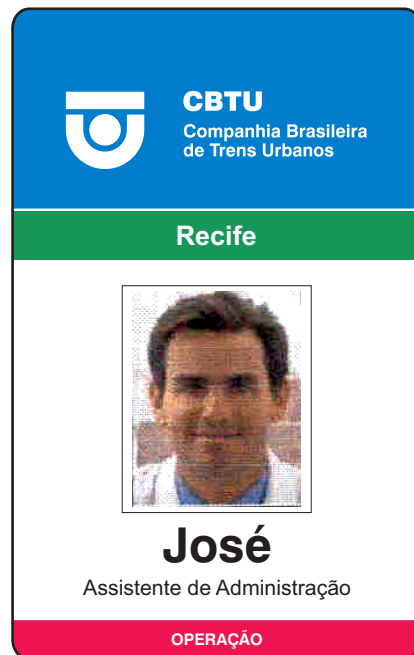 CBTU
Companhia Brasileira
de Trens Urbanos
Recife
José
Assistente de Administração
OPERAÇÃO